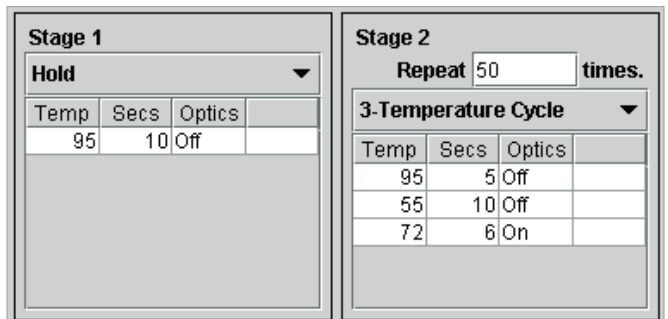 Stage 1
Hold
Temp Secs Optics
95 10 Off
Stage 2
Repeat 50 times.
3-Temperature Cycle
Temp Secs Optics
95 5 Off
55 10 Off
72 6 On